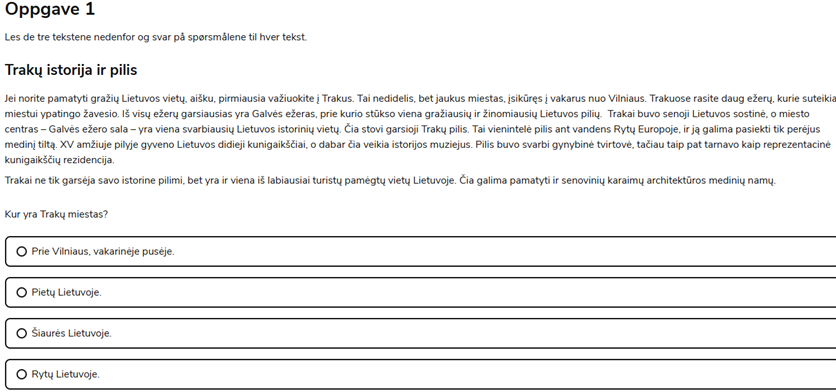 Oppgave 1
Les de tre tekstene nedenfor og svar på spørsmålene til hver tekst.
Trakų istorija ir pilis
Jei norite pamatyti gražių Lietuvos vietų, aišku, pirmiausia važiuokite į Trakus. Tai nedidelis, bet jaukus miestas, įsikūręs į vakarus nuo Vilniaus. Trakuose rasite daug ežerų, kurie suteikia
miestui ypatingo žavesio. Iš visų ežerų garsiausias yra Galvės ežeras, prie kurio stūkso viena gražiausių ir žinomiausių Lietuvos pilių. Trakai buvo senoji Lietuvos sostinė, o miesto
centras – Galvės ežero sala – yra viena svarbiausių Lietuvos istorinių vietų. Čia stovi garsioji Trakų pilis. Tai vienintelė pilis ant vandens Rytų Europoje, ir ją galima pasiekti tik perėjus
medinį tiltą. XV amžiuje pilyje gyveno Lietuvos didieji kunigaikščiai, o dabar čia veikia istorijos muziejus. Pilis buvo svarbi gynybinė tvirtovė, tačiau taip pat tarnavo kaip reprezentacinė
kunigaikščių rezidencija.
Trakai ne tik garsėja savo istorine pilimi, bet yra ir viena iš labiausiai turistų pamėgtų vietų Lietuvoje. Čia galima pamatyti ir senovinių karaimų architektūros medinių namų.
Kur yra Trakų miestas?
Prie Vilniaus, vakarinėje pusėje.
Pietų Lietuvoje.
Šiaurės Lietuvoje.
Rytų Lietuvoje.